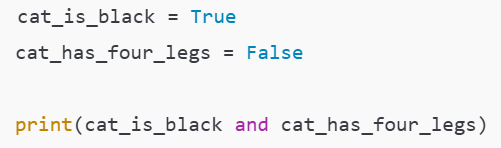 cat_is_black = True
cat_has_four_legs = False
print(cat_is_black and cat_has_four_legs)